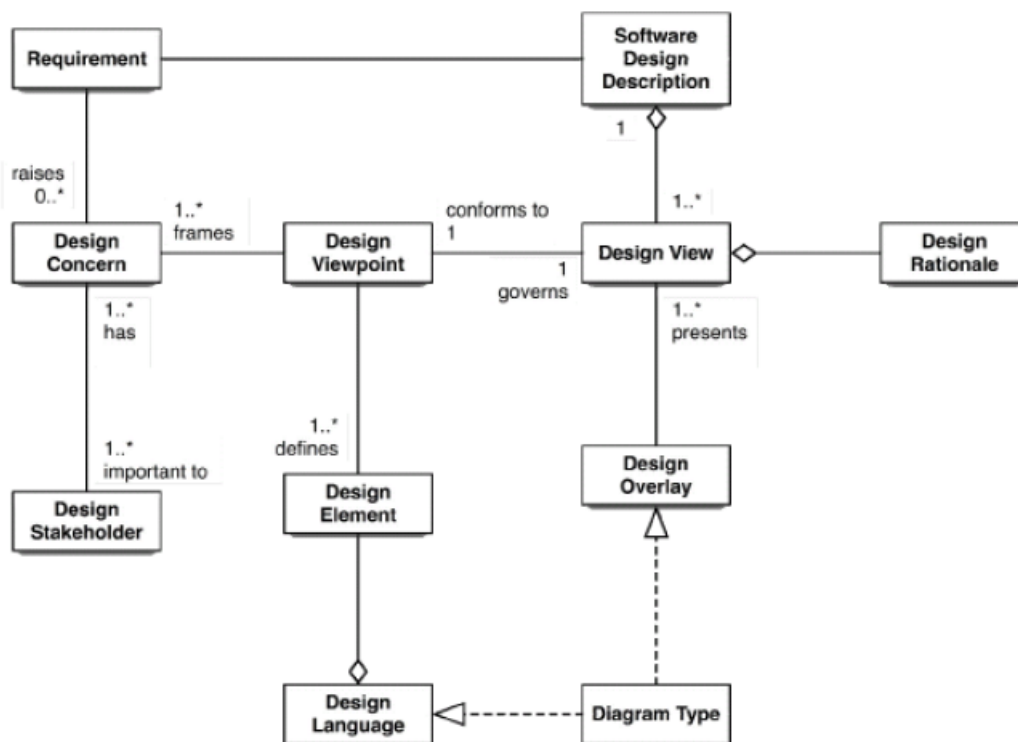 Requirement
Software
Design
Description
1
raises
0..*
1..*
frames
conforms to
1
1..*
Design
Concern
Design
Viewpoint
Design View
Design
Rationale
1
governs
1..*
has
1..*
presents
1..*
important to
1..*
defines
Design
Overlay
Design
Stakeholder
Design
Element
Design
Language
Diagram Type